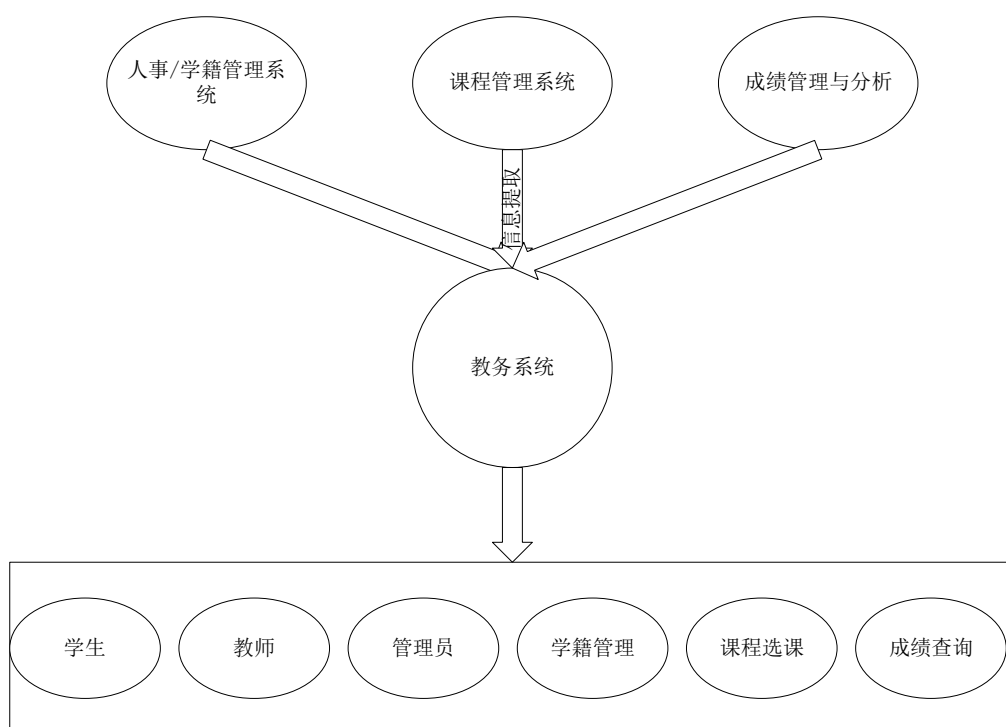 人事/学籍管理系
统
课程管理系统
成绩管理与分析
信息提取
教务系统
学生
教师
管理员
学籍管理
课程选课
成绩查询